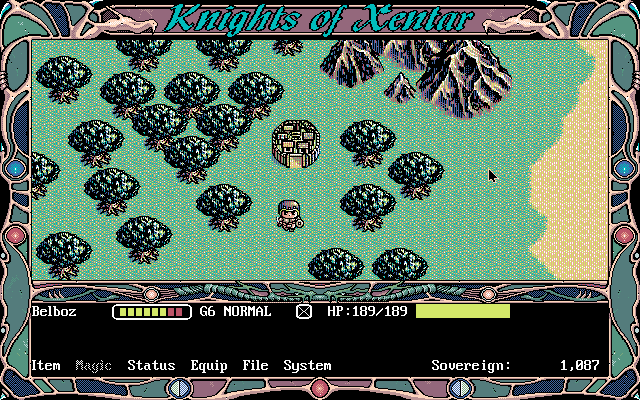 Knights of Xentar
Belboz G6 NORMAL HP:189/189
Item Magic Status Equip File System Sovereign: 1,087